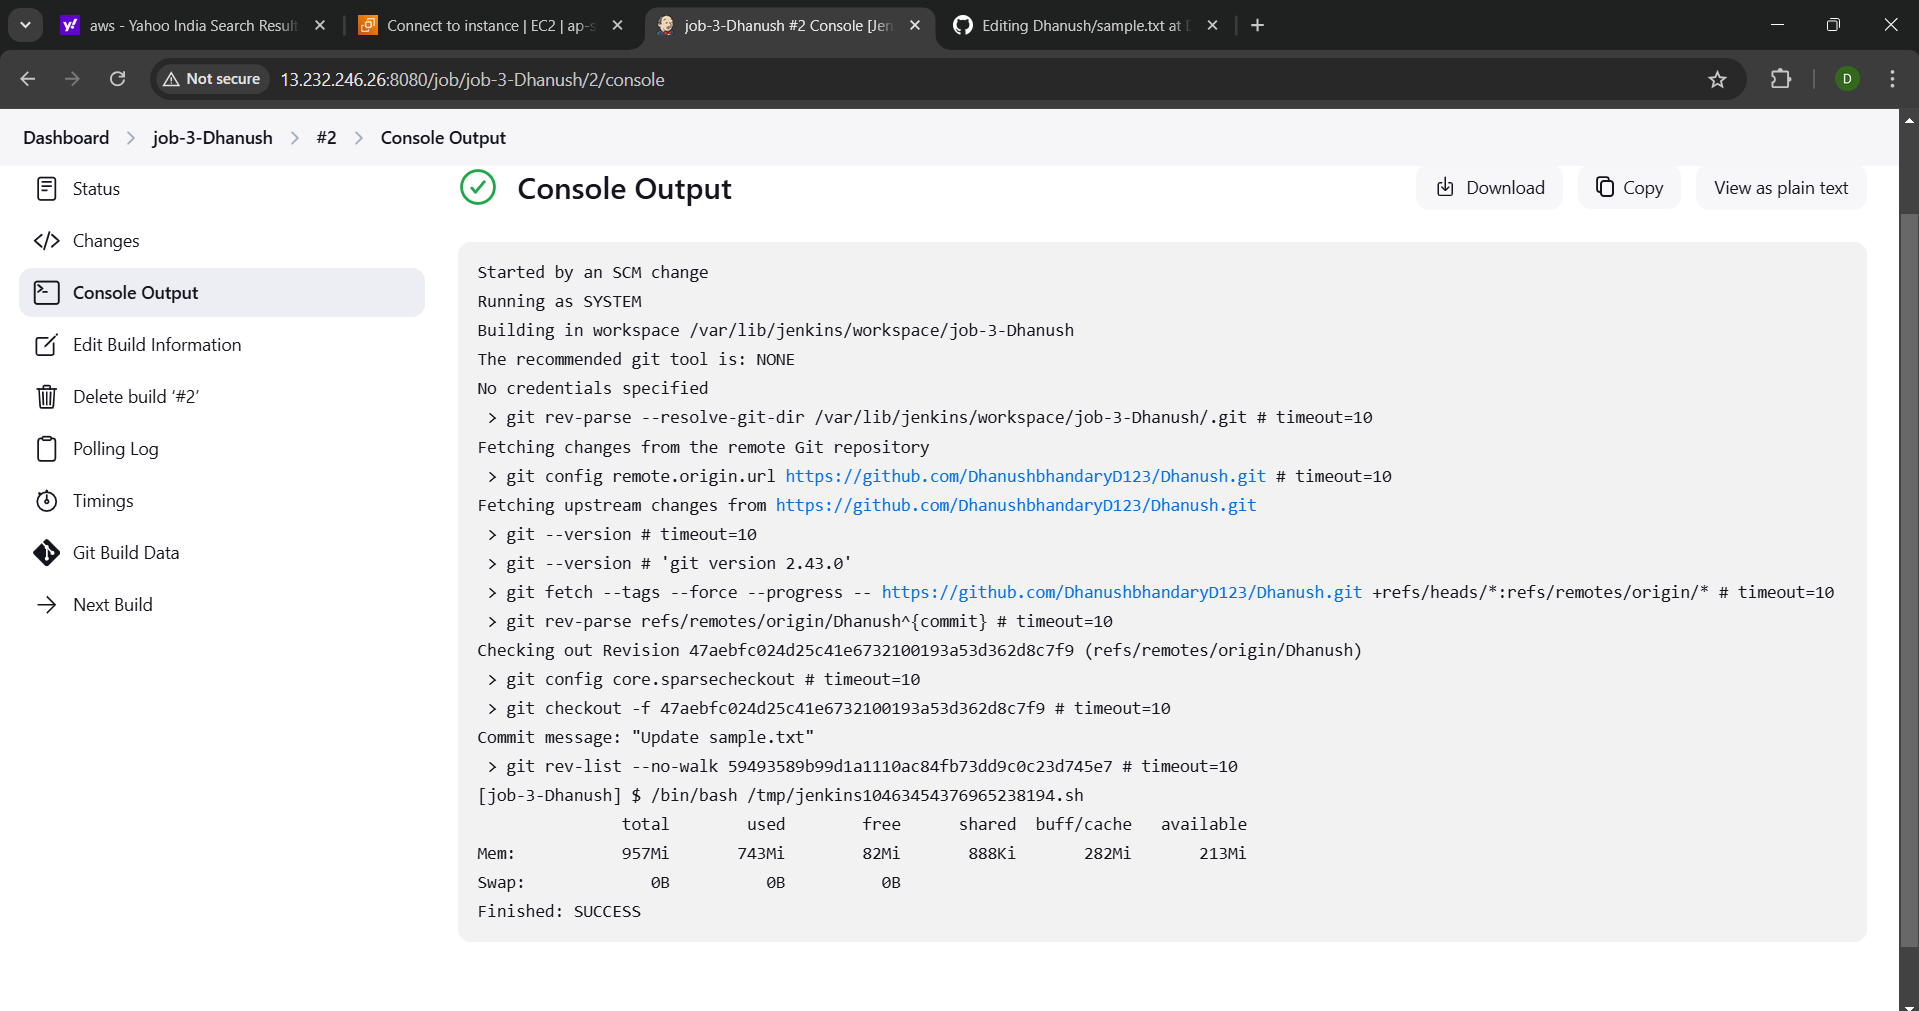 aws - Yahoo India Search Result
Connect to instance | EC2 | ap-s
job-3-Dhanush #2 Console [Jen
Editing Dhanush/sample.txt at D
Not secure
13.232.246.26:8080/job/job-3-Dhanush/2/console
D
Dashboard
job-3-Dhanush
#2
Console Output
Status
Changes
Console Output
Edit Build Information
Delete build ‘#2’
Polling Log
Timings
Git Build Data
Next Build
Console Output
Download
Copy
View as plain text
Started by an SCM change
Running as SYSTEM
Building in workspace /var/lib/jenkins/workspace/job-3-Dhanush
The recommended git tool is: NONE
No credentials specified
> git rev-parse --resolve-git-dir /var/lib/jenkins/workspace/job-3-Dhanush/.git # timeout=10
Fetching changes from the remote Git repository
> git config remote.origin.url https://github.com/DhanushbhandaryD123/Dhanush.git # timeout=10
Fetching upstream changes from https://github.com/DhanushbhandaryD123/Dhanush.git
> git --version # timeout=10
> git --version # 'git version 2.43.0'
> git fetch --tags --force --progress -- https://github.com/DhanushbhandaryD123/Dhanush.git +refs/heads/*:refs/remotes/origin/* # timeout=10
> git rev-parse refs/remotes/origin/Dhanush^{commit} # timeout=10
Checking out Revision 47aebfc024d25c41e6732100193a53d362d8c7f9 (refs/remotes/origin/Dhanush)
> git config core.sparsecheckout # timeout=10
> git checkout -f 47aebfc024d25c41e6732100193a53d362d8c7f9 # timeout=10
Commit message: "Update sample.txt"
> git rev-list --no-walk 59493589b99d1a1110ac84fb73dd9c0c23d745e7 # timeout=10
[job-3-Dhanush] $ /bin/bash /tmp/jenkins10463454376965238194.sh
total used free shared buff/cache available
Mem: 957Mi 743Mi 82Mi 888Ki 282Mi 213Mi
Swap: 0B 0B 0B
Finished: SUCCESS